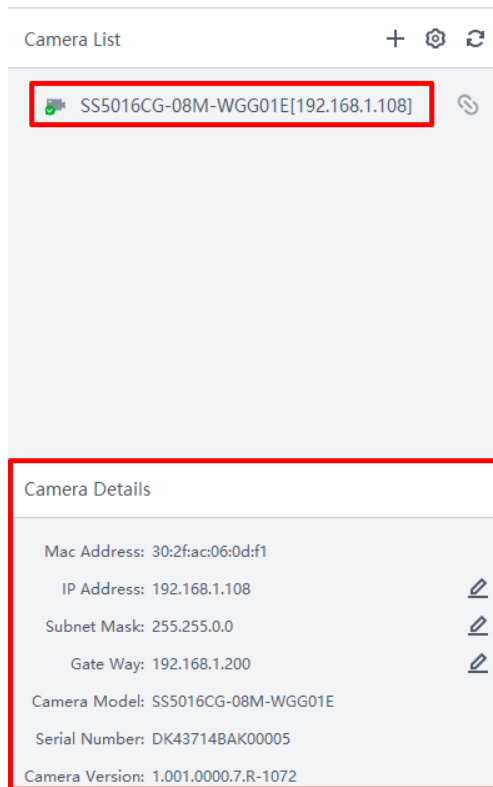 Camera List
SS5016CG-08M-WGG01E[192.168.1.108]
Camera Details
Mac Address: 30:2f:ac:06:0d:f1
IP Address: 192.168.1.108
Subnet Mask: 255.255.0.0
Gate Way: 192.168.1.200
Camera Model: SS5016CG-08M-WGG01E
Serial Number: DK43714BAK00005
Camera Version: 1.001.0000.7.R-1072